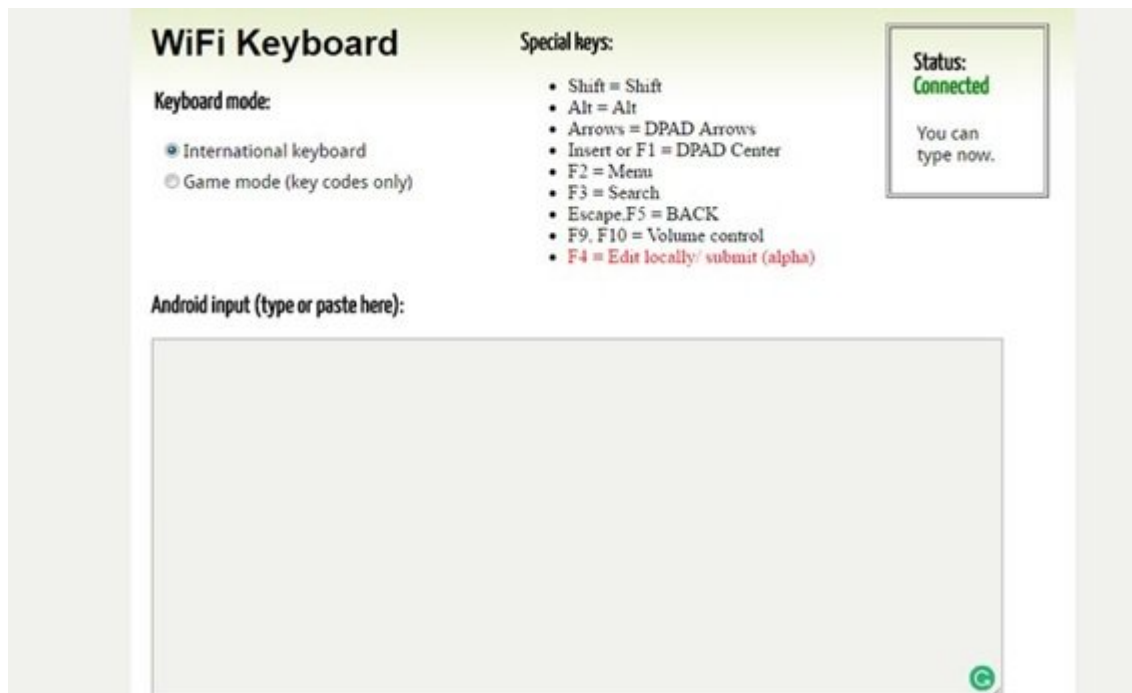 WiFi Keyboard
Keyboard mode:
International keyboard
Game mode (key codes only)
Special keys:
Shift = Shift
Alt = Alt
Arrows = DPAD Arrows
Insert or F1 = DPAD Center
F2 = Menu
F3 = Search
Escape,F5 = BACK
F9, F10 = Volume control
F4 = Edit locally/ submit (alpha)
Status:
Connected
You can
type now.
Android input (type or paste here):